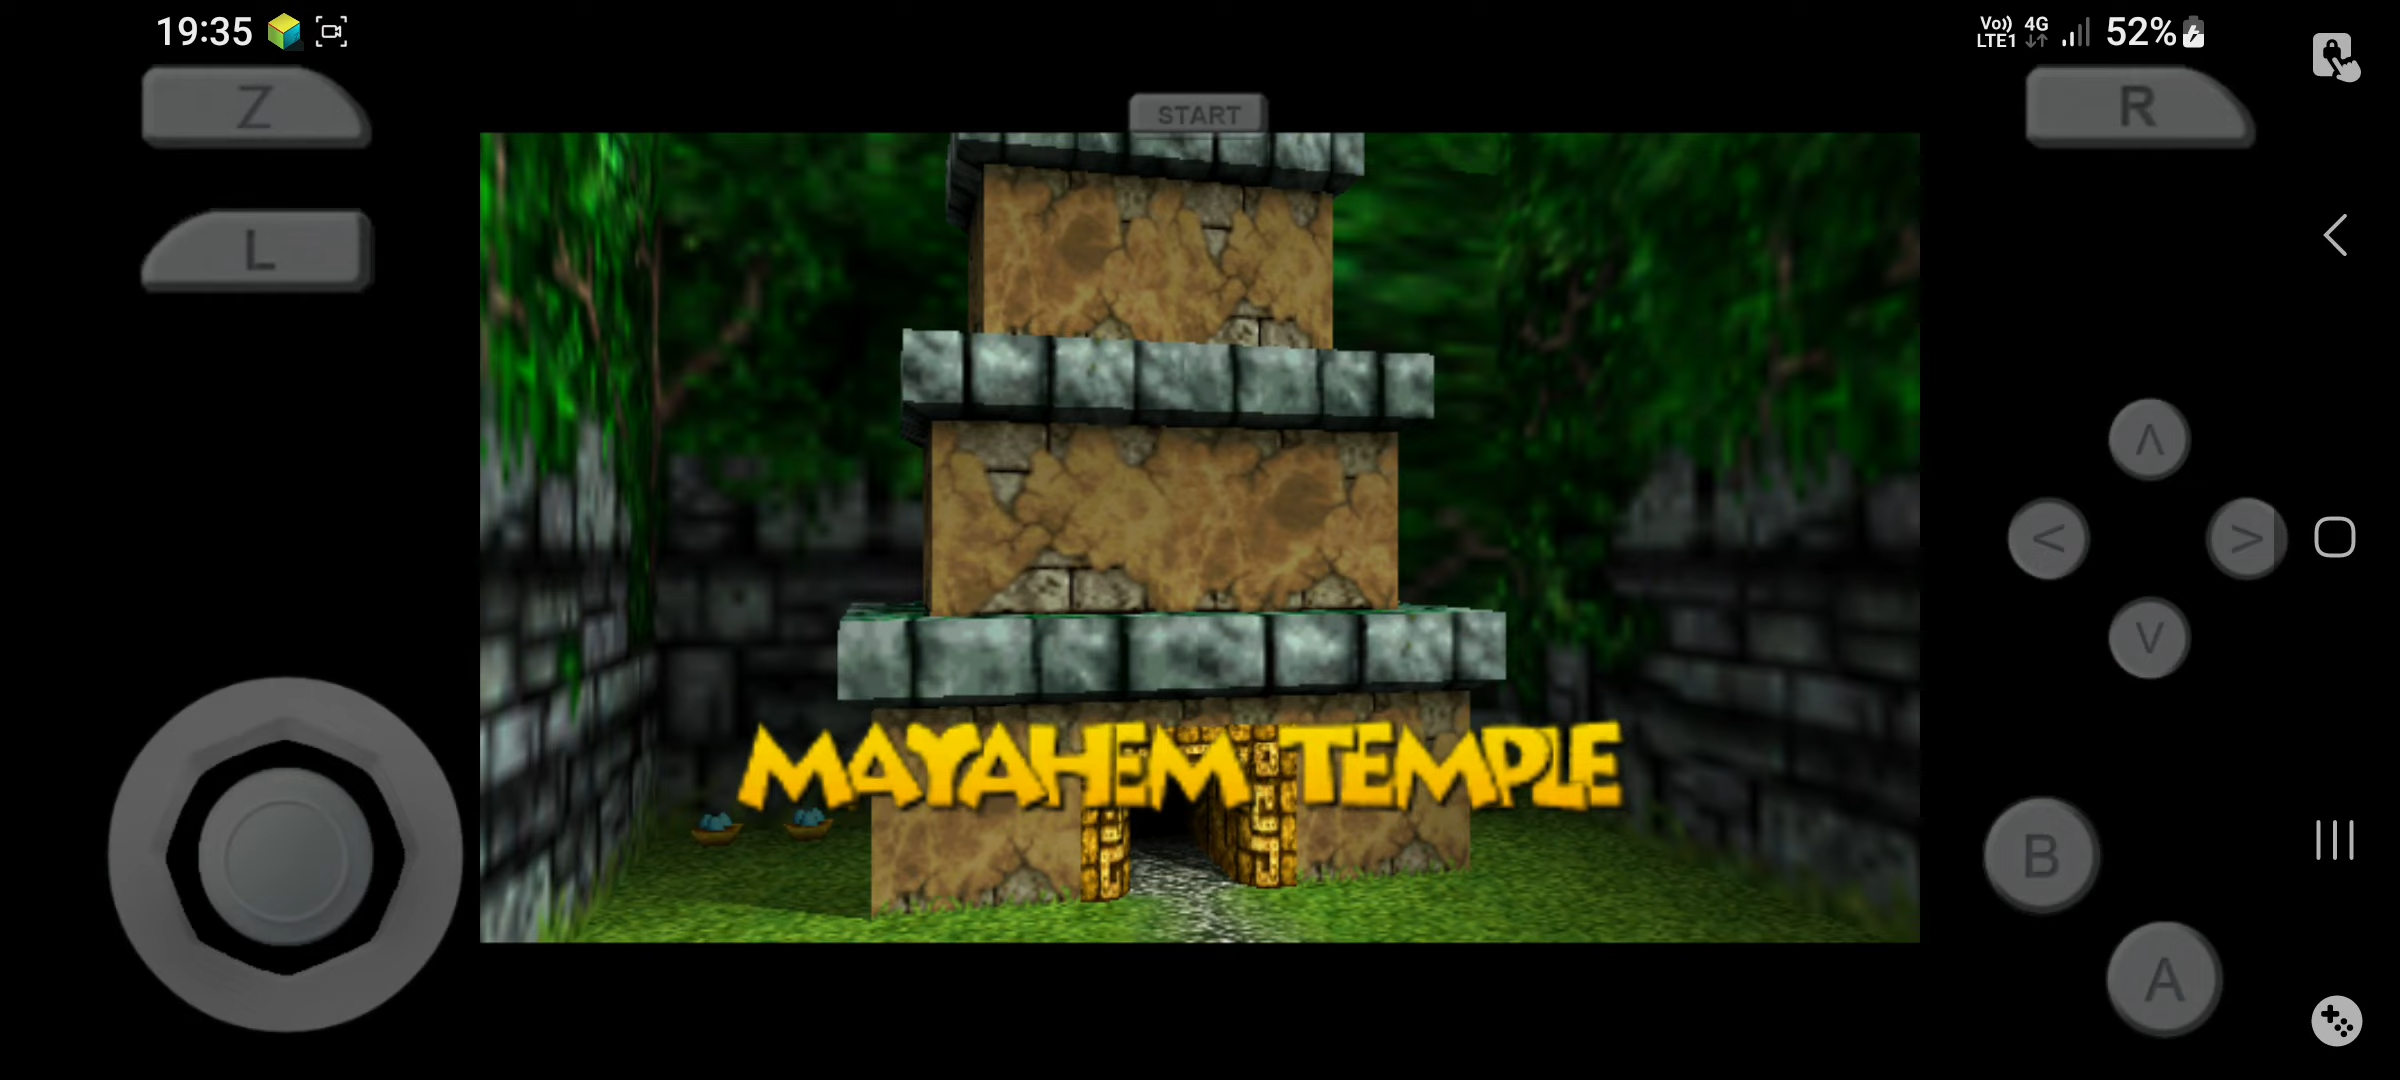 19:35
Vo)) 4G 52%
LTE1
Z
START
R
L
MAYAHEM TEMPLE
B
A